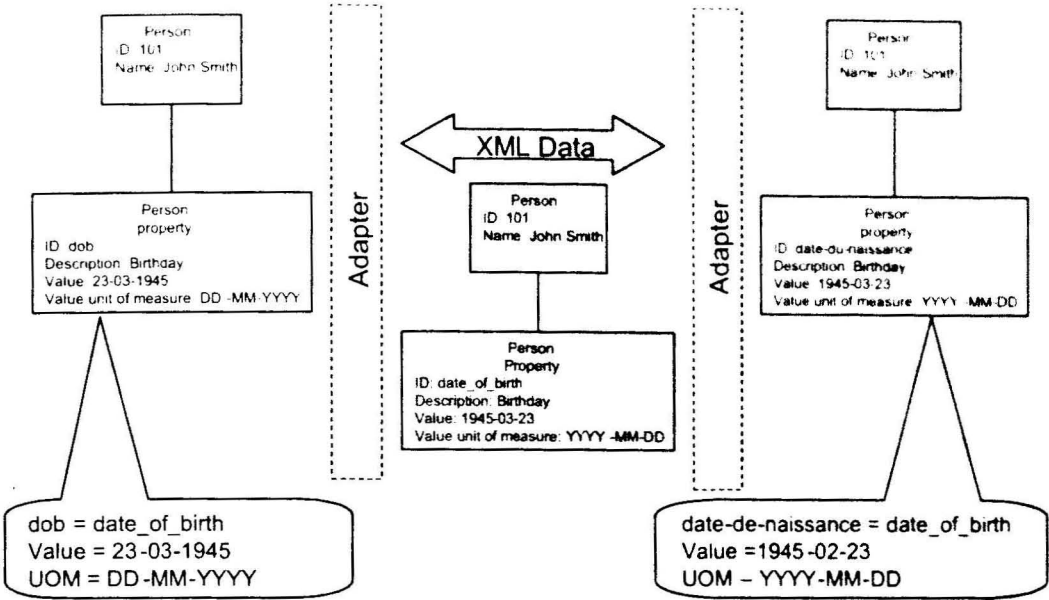 Person
ID 101
Name John Smith
Person
property
ID dob
Description Birthday
Value 23-03-1945
Value unit of measure DD -MM-YYYY
dob = date_of_birth
Value = 23-03-1945
UOM = DD-MM-YYYY
Adapter
XML Data
Person
ID 101
Name John Smith
Person
Property
ID: date_of_birth
Description: Birthday
Value: 1945-03-23
Value unit of measure: YYYY -MM-DD
Adapter
Person
ID 101
Name John Smith
Person
property
ID date-du-naissance
Description Birthday
Value 1945-03-23
Value unit of measure YYYY -MM-DD
date-de-naissance = date_of_birth
Value =1945-02-23
UOM – YYYY-MM-DD